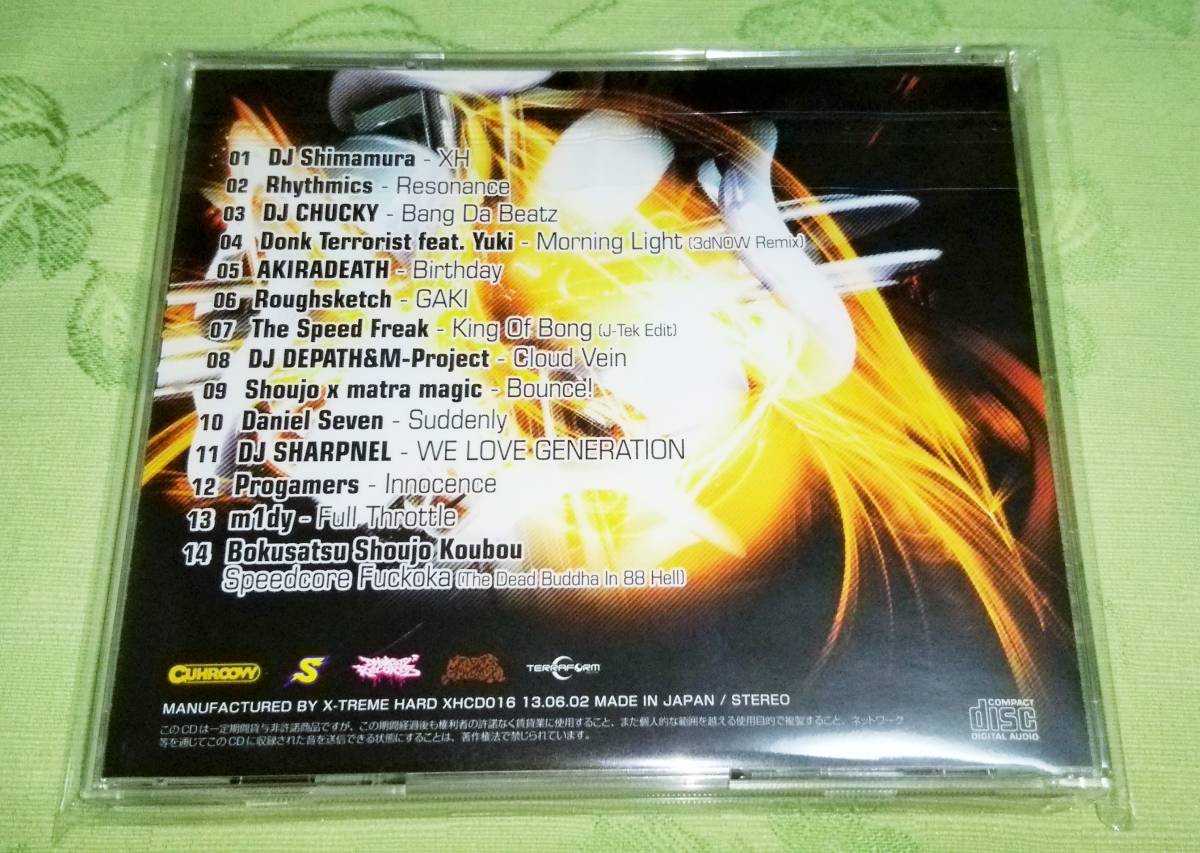 01 DJ Shimamura - XH
02 Rhythmics - Resonance
03 DJ CHUCKY - Bang Da Beatz
04 Donk Terrorist feat. Yuki - Morning Light (3dNOW Remix)
05 AKIRADEATH - Birthday
06 Roughsketch - GAKI
07 The Speed Freak - King Of Bong (J-Tek Edit)
08 DJ DEPATH&M-Project - Cloud Vein
09 Shoujo x matra magic - Bounce!
10 Daniel Seven - Suddenly
11 DJ SHARPNEL - WE LOVE GENERATION
12 Progamers - Innocence
13 m1dy - Full Throttle
14 Bokusatsu Shoujo Koubou
Speedcore Fuckoka (The Dead Buddha In 88 Hell)
GUHROOVY S TERRAFORM
MANUFACTURED BY X-TREME HARD XHCD016 13.06.02 MADE IN JAPAN / STEREO
このCDは一定期間貸与非許諾商品ですが、この期間経過後も権利者の許諾なく賃貸業に使用すること、また個人的な範囲を越える使用目的で複製すること、ネットワーク
等を通じてこのCDに収録された音を送信できる状態にすることは、著作権法で禁じられています。
COMPACT
disc
DIGITAL AUDIO